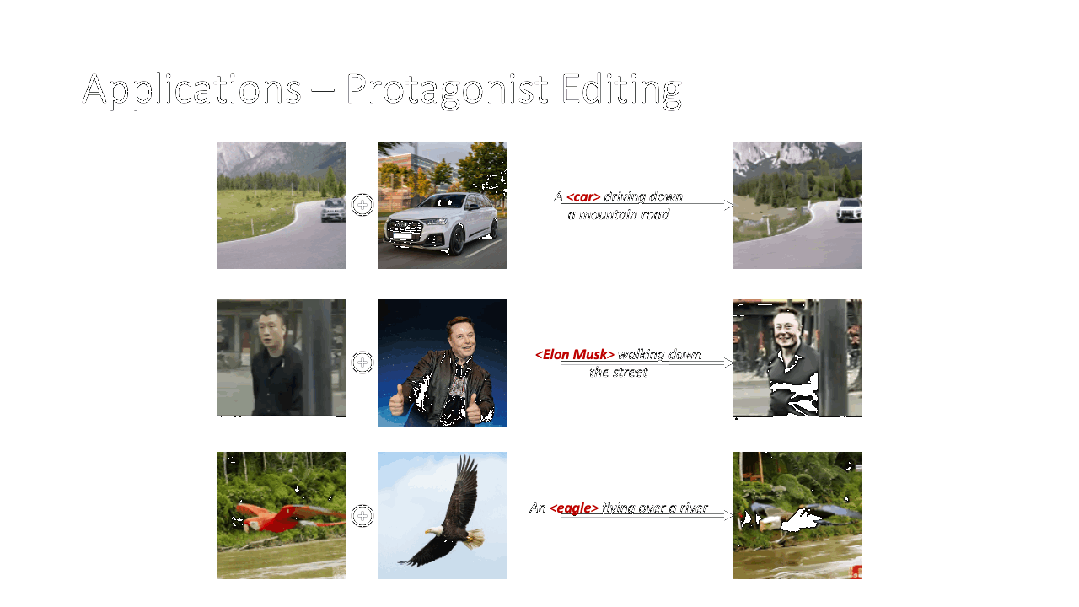 Applications – Protagonist Editing
A <car> driving down
a mountain road
<Elon Musk> walking down
the street
An <eagle> flying over a river